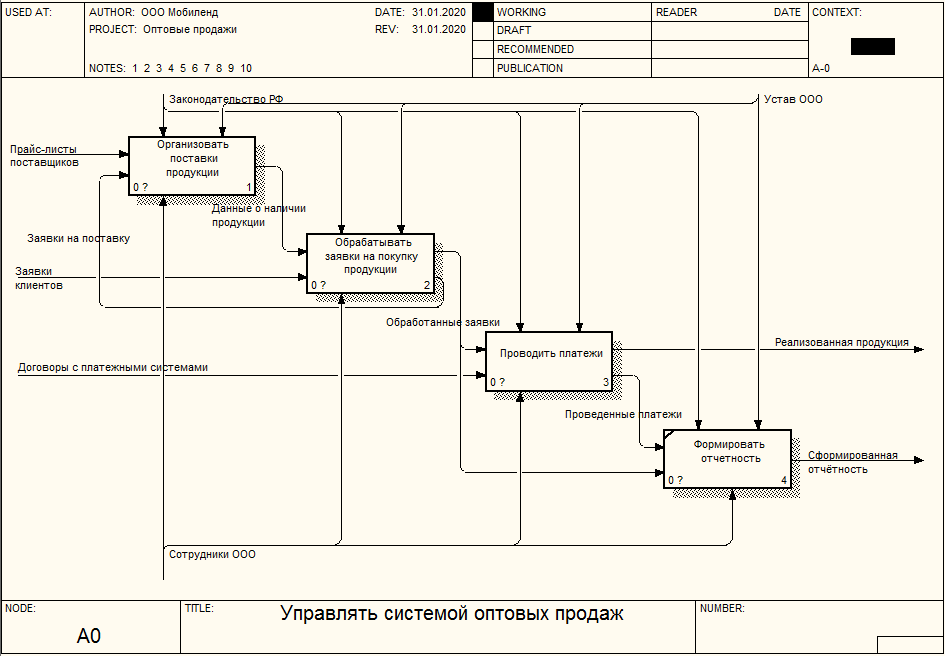 USED AT:
AUTHOR: ООО Мобиленд
DATE: 31.01.2020
WORKING
READER
DATE
CONTEXT:
PROJECT: Оптовые продажи
REV: 31.01.2020
DRAFT
RECOMMENDED
NOTES: 1 2 3 4 5 6 7 8 9 10
PUBLICATION
A-0
Законодательство РФ
Устав ООО
Прайс-листы
поставщиков
Организовать
поставки
продукции
0 ?
1
Данные о наличии
продукции
Заявки на поставку
Обрабатывать
заявки на покупку
продукции
0 ?
2
Заявки
клиентов
Обработанные заявки
Проводить платежи
0 ?
3
Реализованная продукция
Договоры с платежными системами
Проведенные платежи
Формировать
отчетность
0 ?
4
Сформированная
отчётность
Сотрудники ООО
NODE:
A0
TITLE:
Управлять системой оптовых продаж
NUMBER: